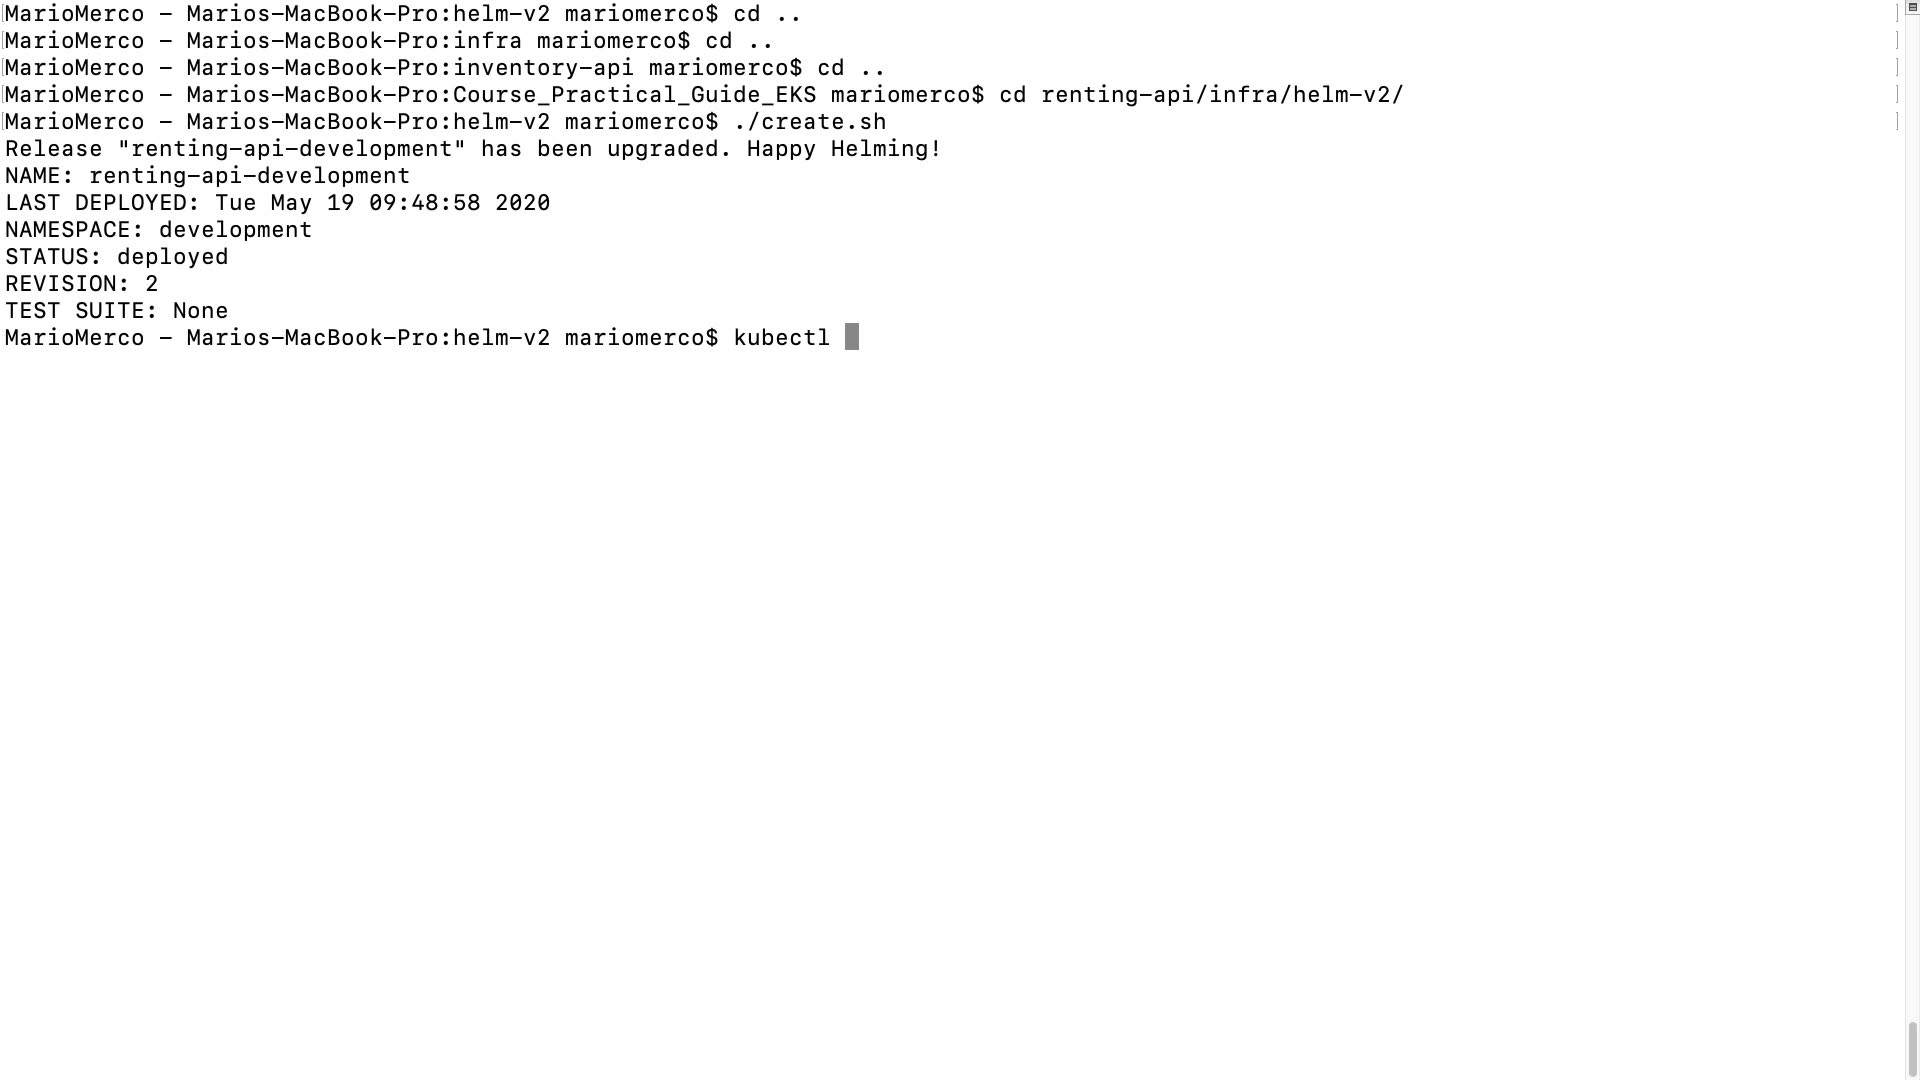 MarioMerco - Marios-MacBook-Pro:helm-v2 mariomerco$ cd ..
MarioMerco - Marios-MacBook-Pro:infra mariomerco$ cd ..
MarioMerco - Marios-MacBook-Pro:inventory-api mariomerco$ cd ..
MarioMerco - Marios-MacBook-Pro:Course_Practical_Guide_EKS mariomerco$ cd renting-api/infra/helm-v2/
MarioMerco - Marios-MacBook-Pro:helm-v2 mariomerco$ ./create.sh
Release "renting-api-development" has been upgraded. Happy Helming!
NAME: renting-api-development
LAST DEPLOYED: Tue May 19 09:48:58 2020
NAMESPACE: development
STATUS: deployed
REVISION: 2
TEST SUITE: None
MarioMerco - Marios-MacBook-Pro:helm-v2 mariomerco$ kubectl